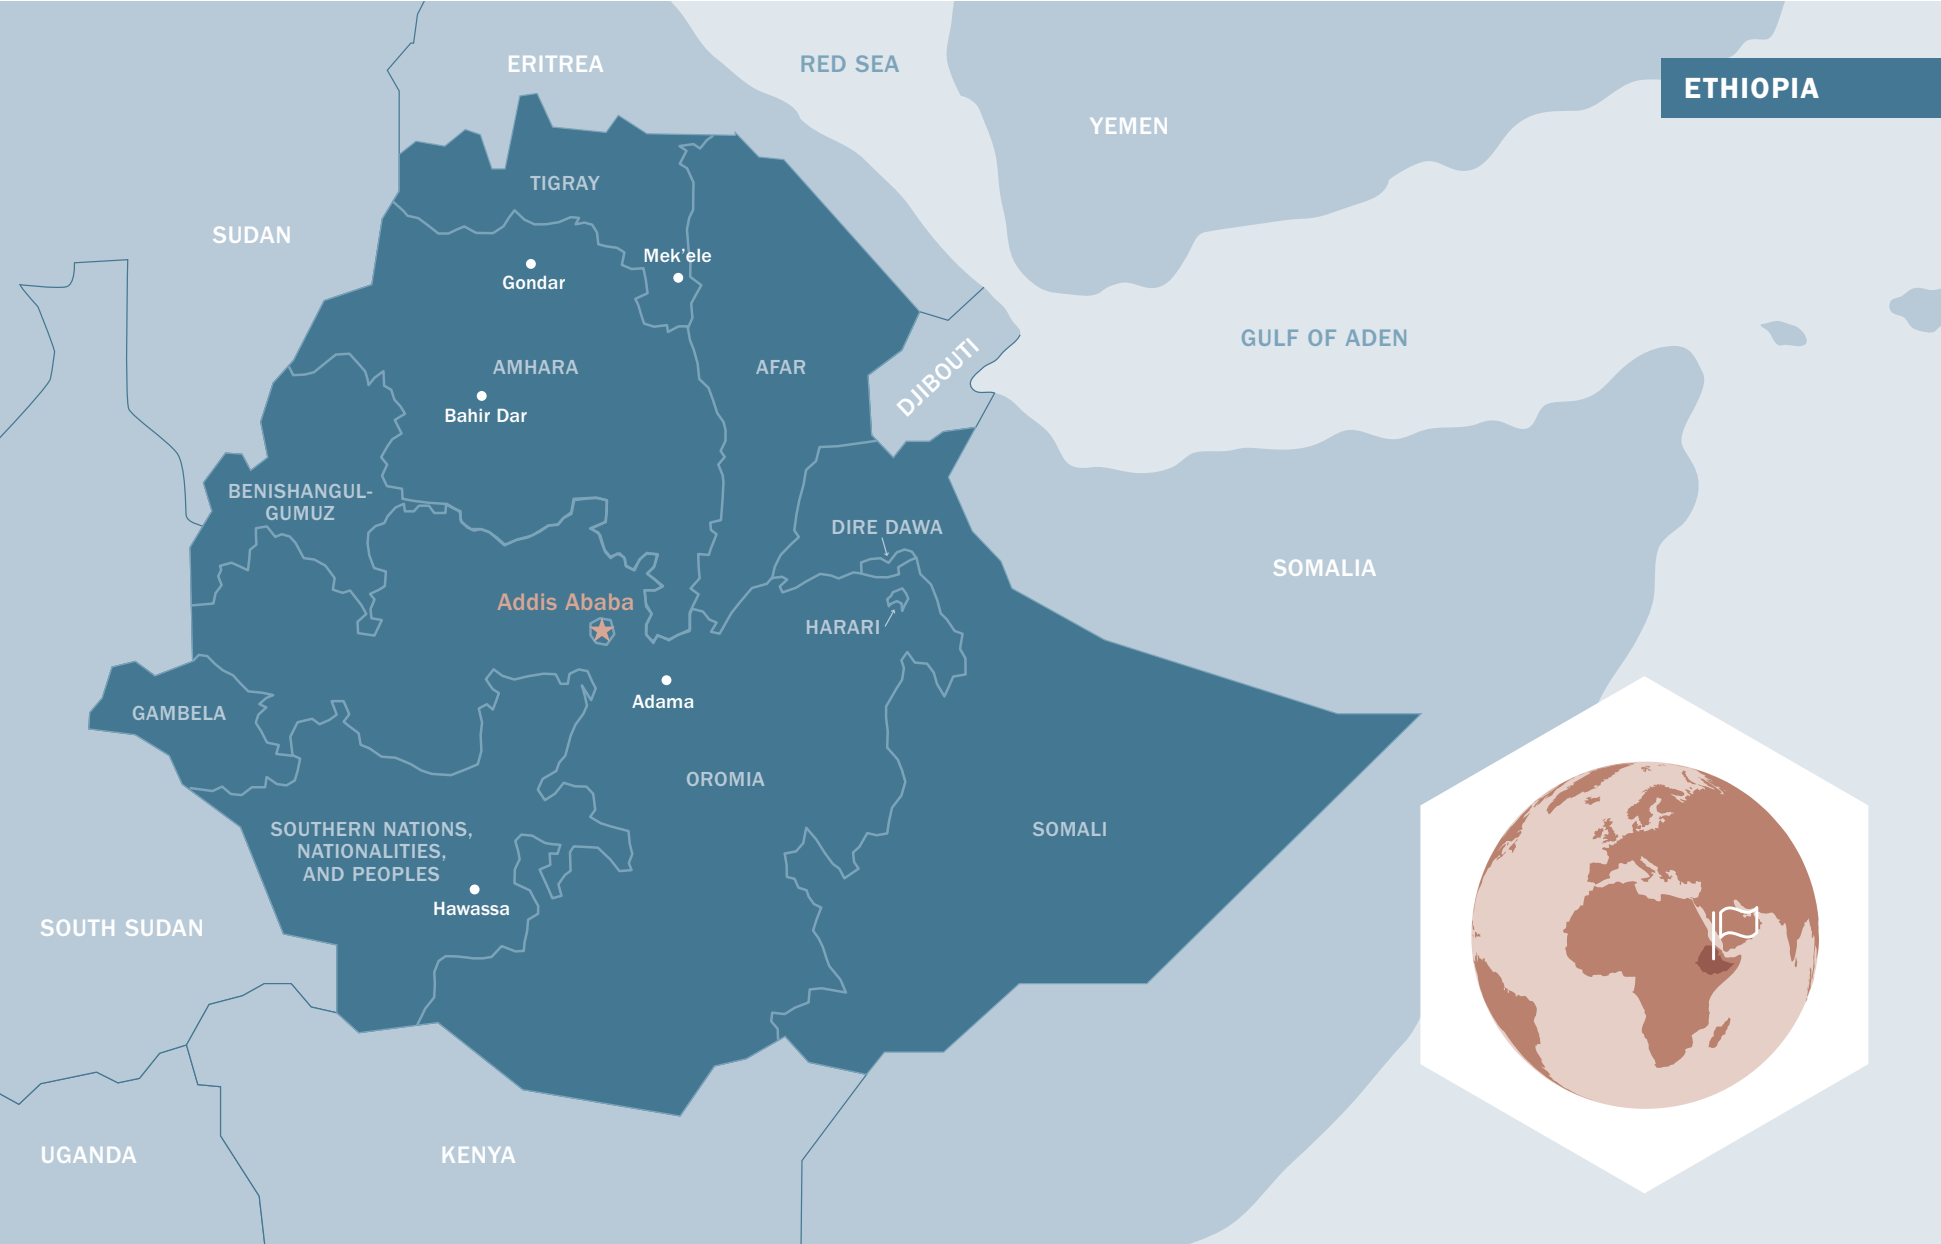 ERITREA
RED SEA
ETHIOPIA
YEMEN
TIGRAY
SUDAN
Mek’ele
Gondar
GULF OF ADEN
DJIBOUTI
AMHARA
AFAR
Bahir Dar
BENISHANGUL-
GUMUZ
DIRE DAWA
SOMALIA
Addis Ababa
HARARI
Adama
GAMBELA
OROMIA
SOUTHERN NATIONS,
NATIONALITIES,
AND PEOPLES
SOMALI
Hawassa
SOUTH SUDAN
UGANDA
KENYA